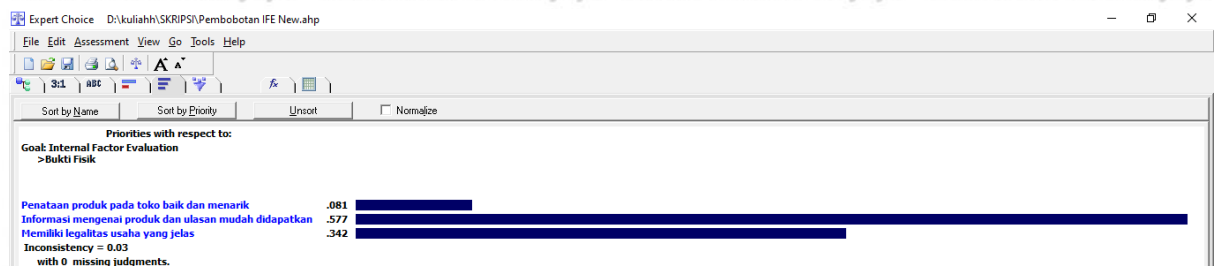 Expert Choice D:\kuliahh\SKRIPSI\Pembobotan IFE New.ahp
File Edit Assessment View Go Tools Help
3:1 ABC
Sort by Name Sort by Priority Unsort Normalize
Priorities with respect to:
Goal: Internal Factor Evaluation
>Bukti Fisik
Penataan produk pada toko baik dan menarik .081
Informasi mengenai produk dan ulasan mudah didapatkan .577
Memiliki legalitas usaha yang jelas .342
Inconsistency = 0.03
with 0 missing judgments.